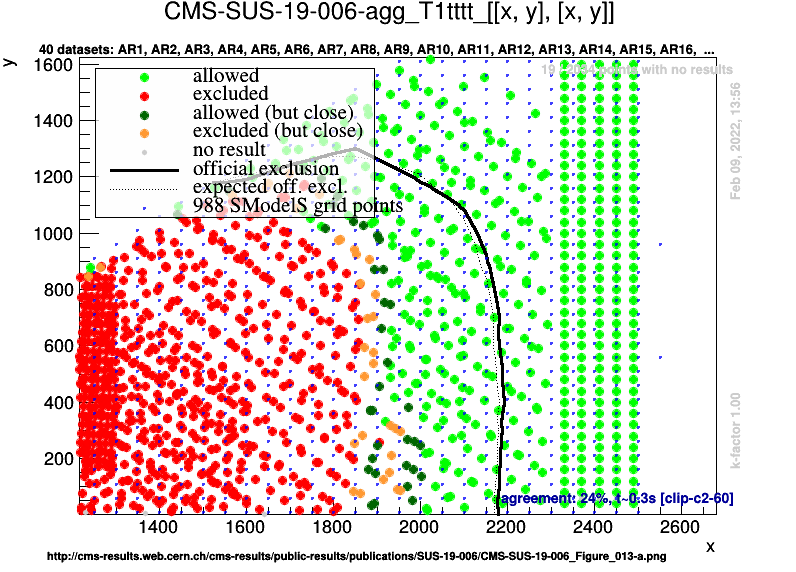 CMS-SUS-19-006-agg_T1tttt_[[x, y], [x, y]]
40 datasets: AR1, AR2, AR3, AR4, AR5, AR6, AR7, AR8, AR9, AR10, AR11, AR12, AR13, AR14, AR15, AR16, ...
y
1600
1400
1200
1000
800
600
400
200
allowed
excluded
allowed (but close)
excluded (but close)
no result
official exclusion
expected off. excl.
988 SModelS grid points
points with no results
Feb 09, 2022, 13:56
k-factor 1.00
agreement: 24%, t~0.3s [clip-c2-60]
1400 1600 1800 2000 2200 2400 2600
x
http://cms-results.web.cern.ch/cms-results/public-results/publications/SUS-19-006/CMS-SUS-19-006_Figure_013-a.png